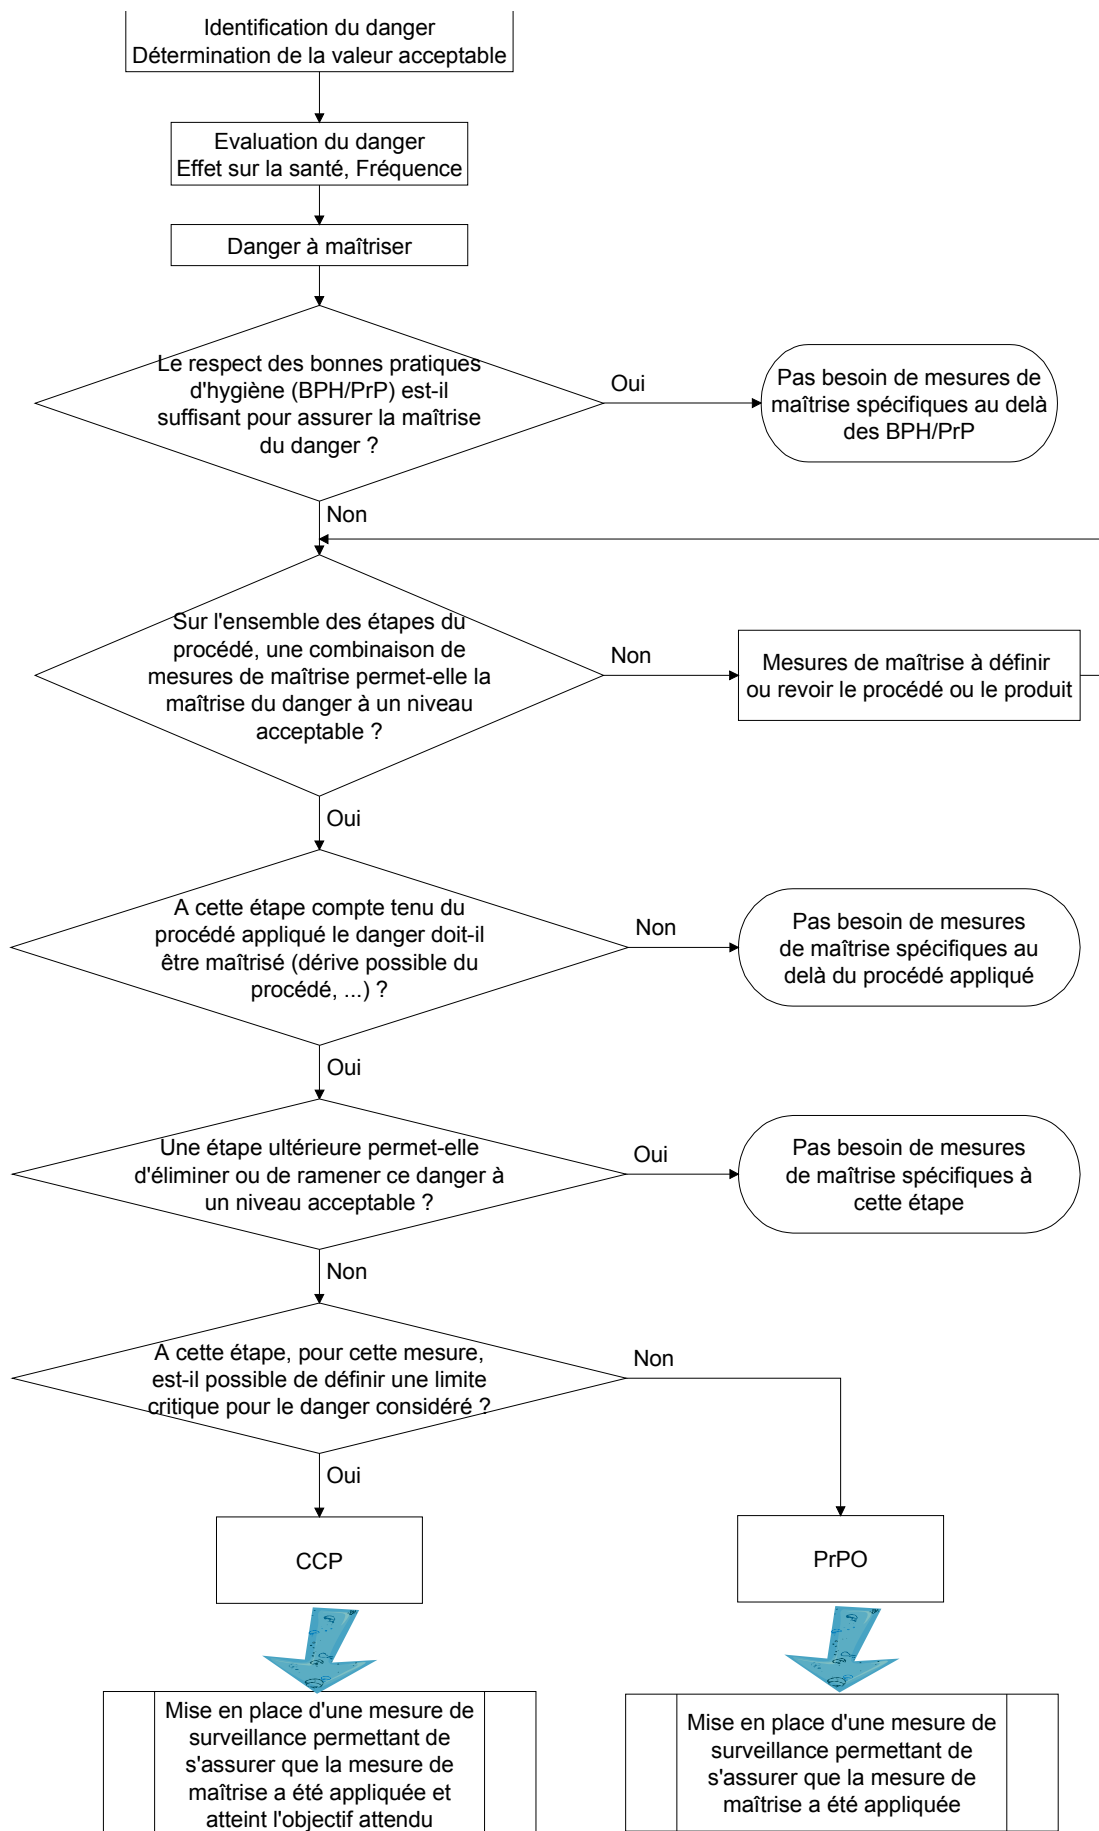 Identification du danger
Détermination de la valeur acceptable
Evaluation du danger
Effet sur la santé, Fréquence
Danger à maîtriser
Le respect des bonnes pratiques
d'hygiène (BPH/PrP) est-il
suffisant pour assurer la maîtrise
du danger ?
Oui
Pas besoin de mesures de
maîtrise spécifiques au delà
des BPH/PrP
Non
Sur l'ensemble des étapes du
procédé, une combinaison de
mesures de maîtrise permet-elle la
maîtrise du danger à un niveau
acceptable ?
Non
Mesures de maîtrise à définir
ou revoir le procédé ou le produit
Oui
A cette étape compte tenu du
procédé appliqué le danger doit-il
être maîtrisé (dérive possible du
procédé, ...) ?
Non
Pas besoin de mesures
de maîtrise spécifiques au
delà du procédé appliqué
Oui
Une étape ultérieure permet-elle
d'éliminer ou de ramener ce danger à
un niveau acceptable ?
Oui
Pas besoin de mesures
de maîtrise spécifiques à
cette étape
Non
A cette étape, pour cette mesure,
est-il possible de définir une limite
critique pour le danger considéré ?
Non
Oui
CCP
PrPO
Mise en place d'une mesure de
surveillance permettant de
s'assurer que la mesure de
maîtrise a été appliquée et
atteint l'objectif attendu
Mise en place d'une mesure de
surveillance permettant de
s'assurer que la mesure de
maîtrise a été appliquée